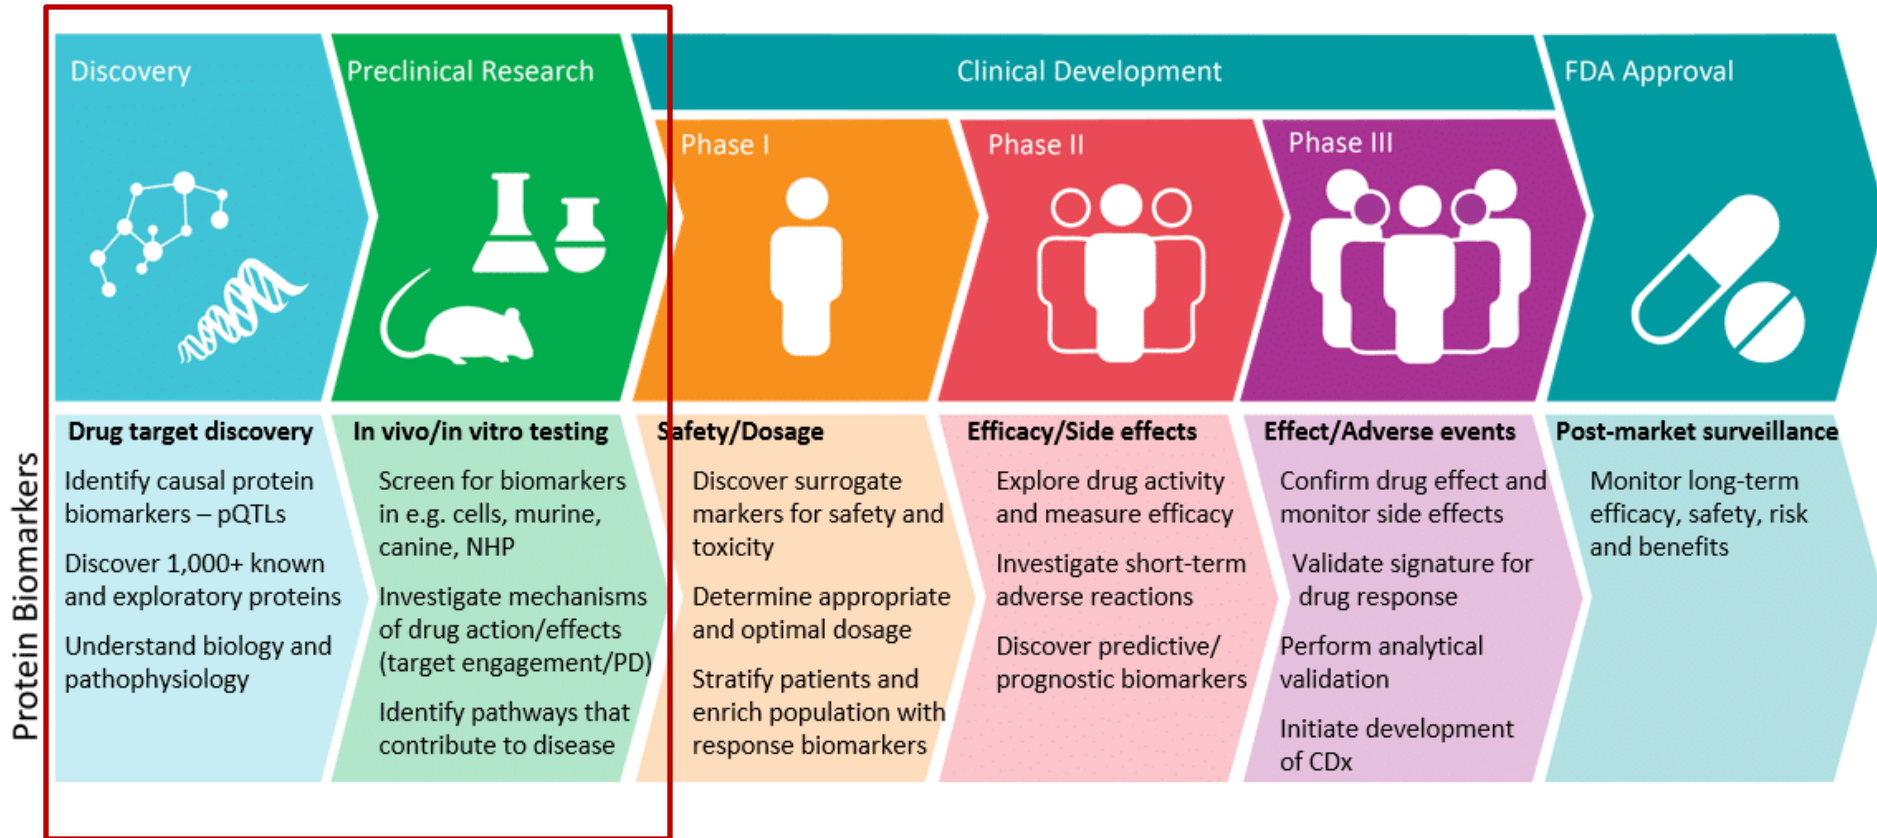 Discovery
Preclinical Research
Clinical Development
FDA Approval
Phase I
Phase II
Phase III
Protein Biomarkers
Drug target discovery
Identify causal protein
biomarkers – pQTLs
Discover 1,000+ known
and exploratory proteins
Understand biology and
pathophysiology
In vivo/in vitro testing
Screen for biomarkers
in e.g. cells, murine,
canine, NHP
Investigate mechanisms
of drug action/effects
(target engagement/PD)
Identify pathways that
contribute to disease
Safety/Dosage
Discover surrogate
markers for safety and
toxicity
Determine appropriate
and optimal dosage
Stratify patients and
enrich population with
response biomarkers
Efficacy/Side effects
Explore drug activity
and measure efficacy
Investigate short-term
adverse reactions
Discover predictive/
prognostic biomarkers
Effect/Adverse events
Confirm drug effect and
monitor side effects
Validate signature for
drug response
Perform analytical
validation
Initiate development
of CDx
Post-market surveillance
Monitor long-term
efficacy, safety, risk
and benefits